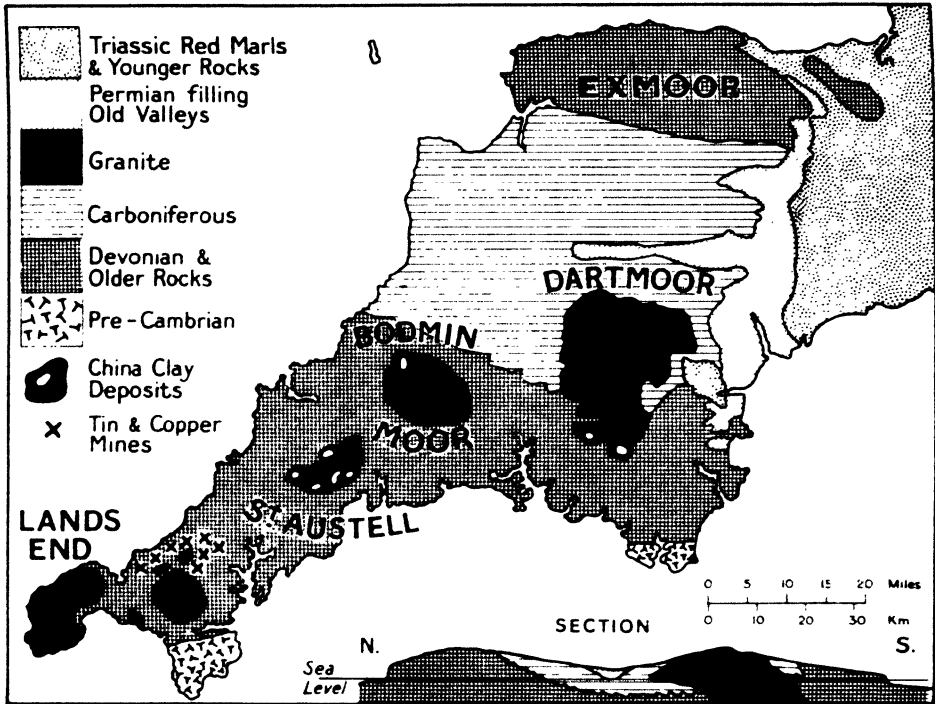 Triassic Red Marls
& Younger Rocks
Permian filling
Old Valleys
Granite
Carboniferous
Devonian &
Older Rocks
Pre-Cambrian
China Clay
Deposits
x Tin & Copper
Mines
EXMOOR
DARTMOOR
BODMIN
MOOR
St. AUSTELL
LANDS
END
0 5 10 15 20 Miles
0 10 20 30 Km
SECTION
N. S.
Sea
Level